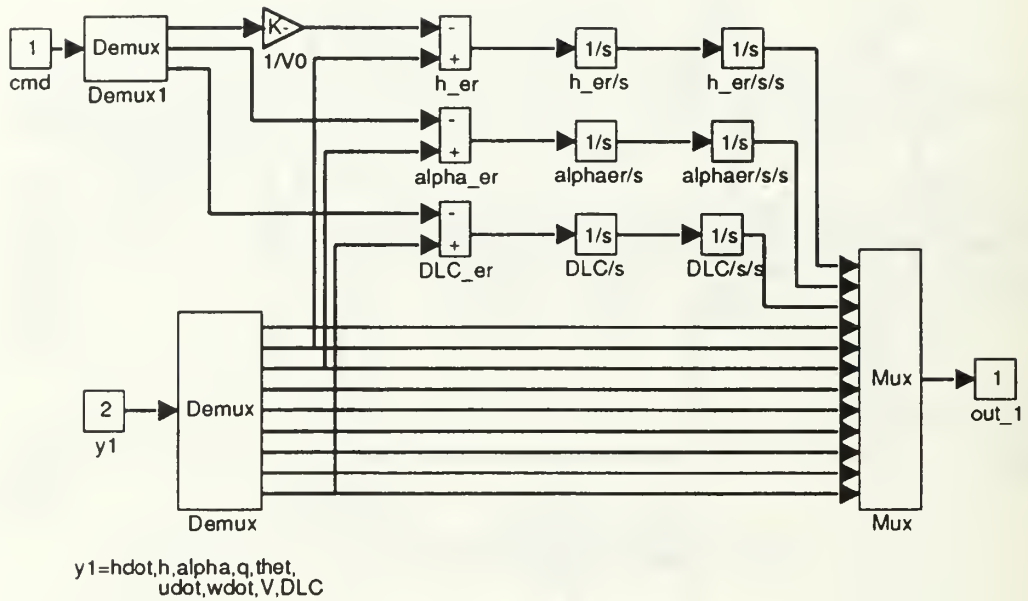 K-
1
Demux
-
+
1/s
1/s
cmd
1/V0
Demux1
h_er
h_er/s
h_er/s/s
-
+
1/s
1/s
alpha_er
alphaer/s
alphaer/s/s
-
+
1/s
1/s
DLC_er
DLC/s
DLC/s/s
Mux
1
out_1
2
Demux
y1
Demux
Mux
y1=hdot,h,alpha,q,thet,
udot,wdot,V,DLC